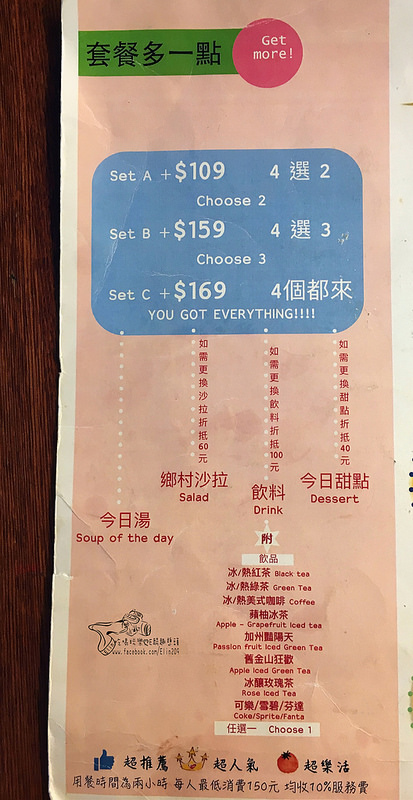 套餐多一點
Get
more!
Set A +$109 4 選 2
Choose 2
Set B +$159 4 選 3
Choose 3
Set C +$169 4個都來
YOU GOT EVERYTHING!!!!
如需更換沙拉折抵60元
如需更換飲料折抵100元
如需更換甜點折抵40元
鄉村沙拉
Salad
飲料
Drink
今日甜點
Dessert
今日湯
Soup of the day
附
飲品
冰/熱紅茶 Black tea
冰/熱綠茶 Green Tea
冰/熱美式咖啡 Coffee
蘋柚冰茶
Apple - Grapefruit Iced tea
加州豔陽天
Passion fruit Iced Green Tea
舊金山狂歡
Apple Iced Green Tea
冰釀玫瑰茶
Rose Iced Tea
可樂/雪碧/芬達
Coke/Sprite/Fanta
任選一 Choose 1
www.facebook.com/Elin209
超推薦
超人氣
超樂活
用餐時間為兩小時 每人最低消費150元 均收10%服務費